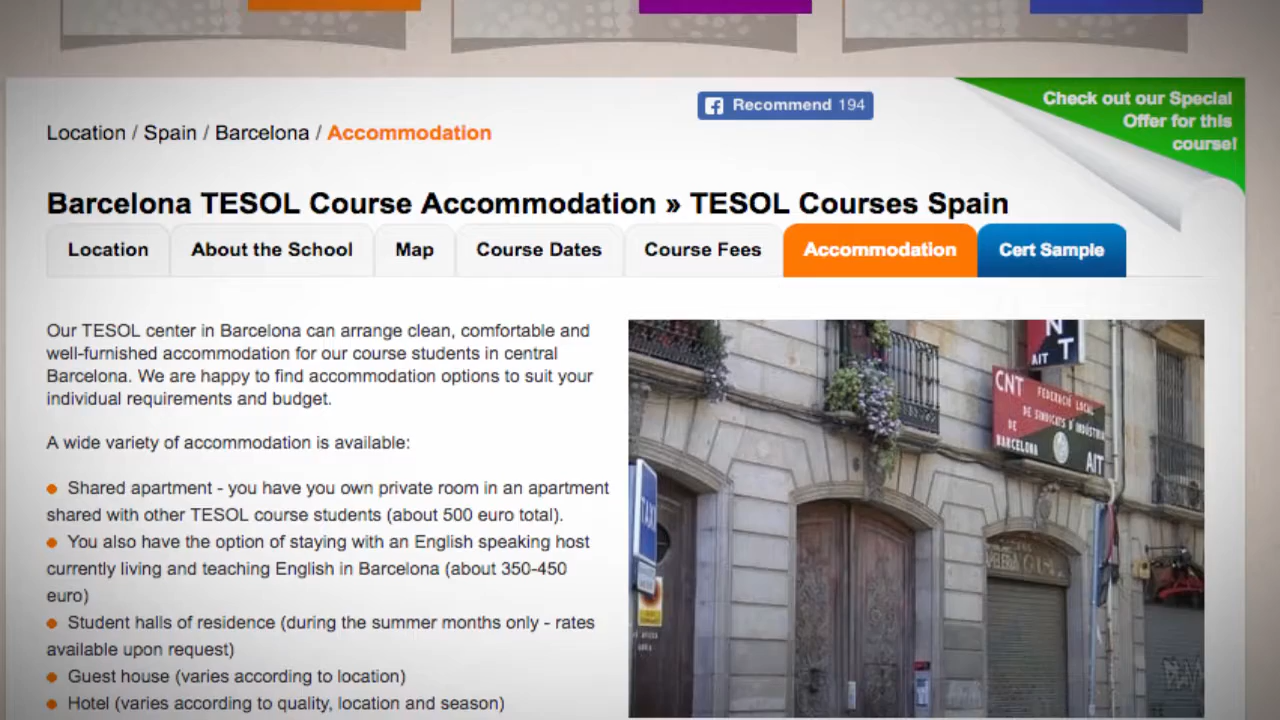 Recommend 194
Check out our Special
Offer for this
course!
Location / Spain / Barcelona / Accommodation
Barcelona TESOL Course Accommodation » TESOL Courses Spain
Location
About the School
Map
Course Dates
Course Fees
Accommodation
Cert Sample
Our TESOL center in Barcelona can arrange clean, comfortable and
well-furnished accommodation for our course students in central
Barcelona. We are happy to find accommodation options to suit your
individual requirements and budget.
A wide variety of accommodation is available:
Shared apartment - you have you own private room in an apartment
shared with other TESOL course students (about 500 euro total).
You also have the option of staying with an English speaking host
currently living and teaching English in Barcelona (about 350-450
euro)
Student halls of residence (during the summer months only - rates
available upon request)
Guest house (varies according to location)
Hotel (varies according to quality, location and season)
N
T
AIT
CNT
FEDERACIÓ LOCAL
DE SINDICATS D'INDÚSTRIA
DE
BARCELONA
AIT
TAXI